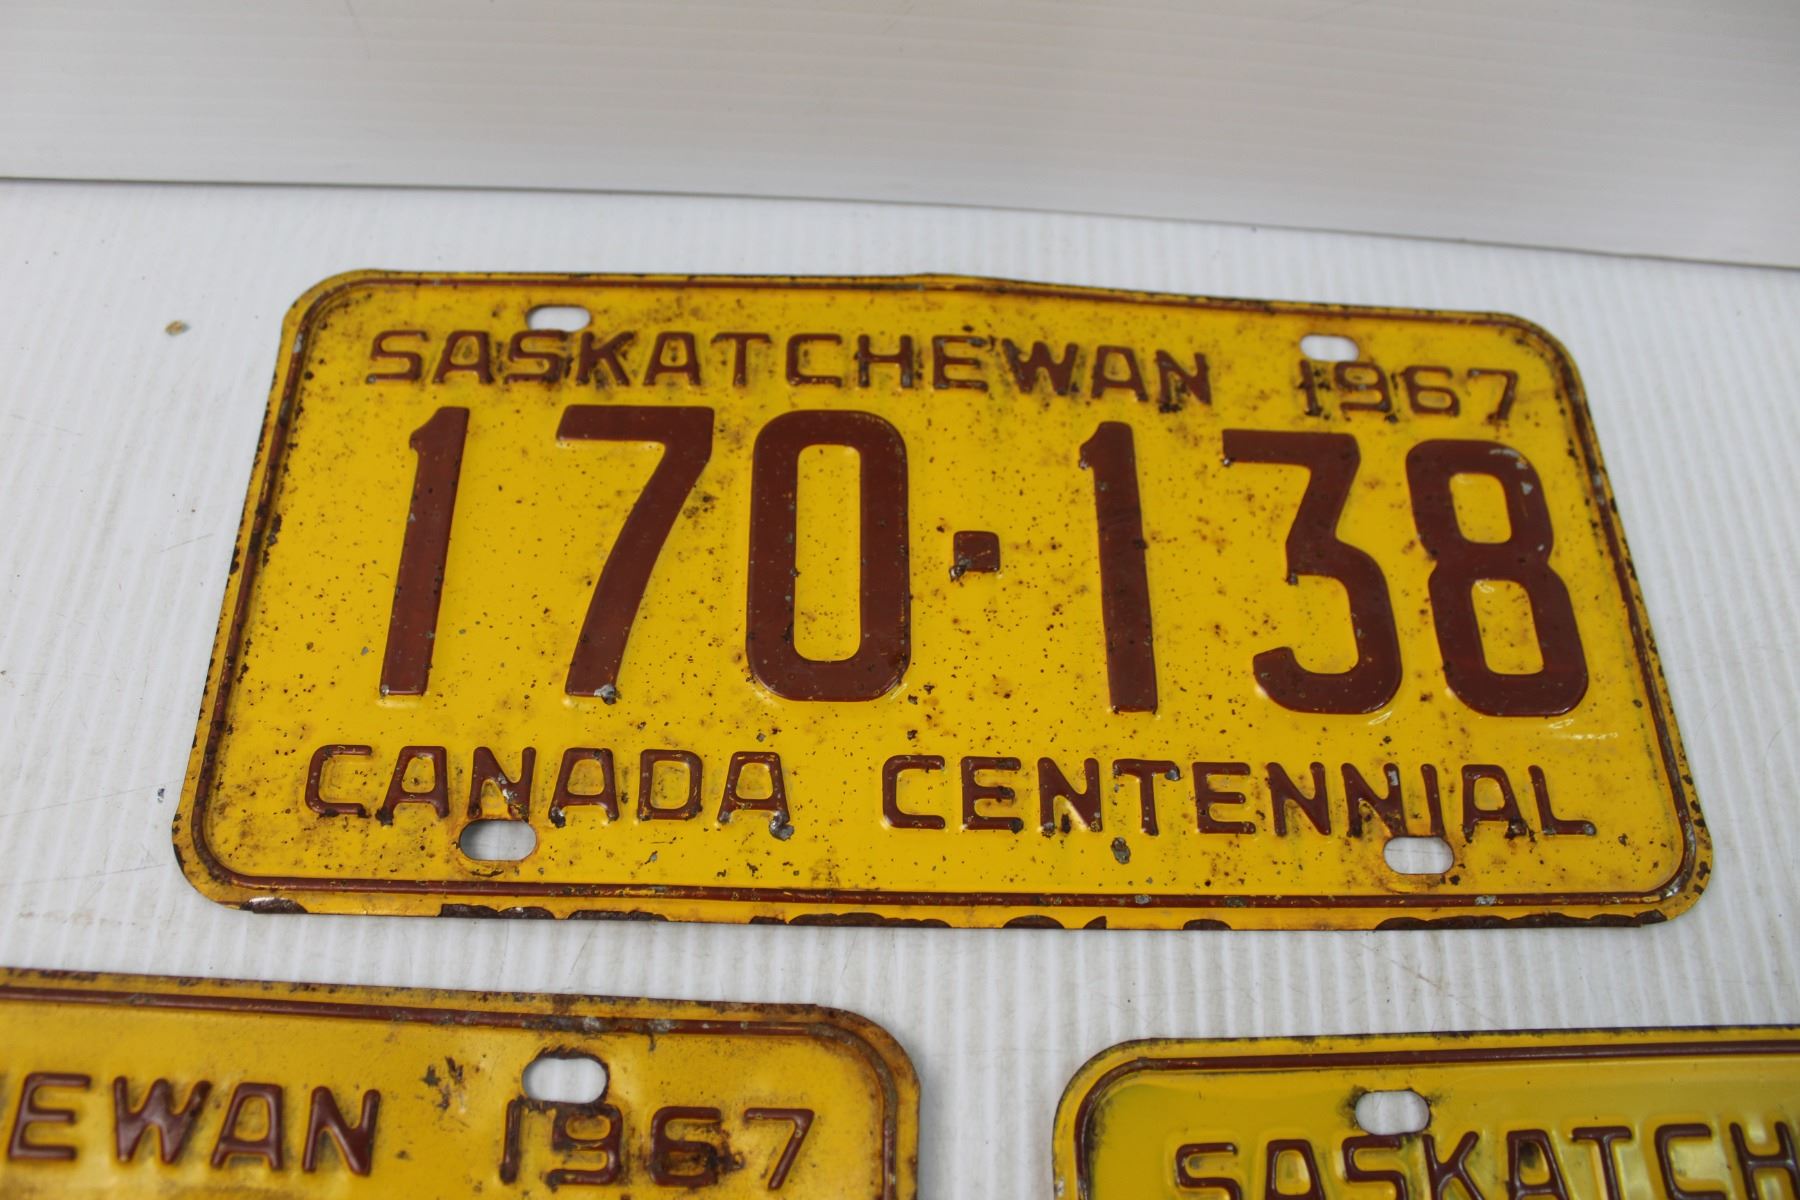 SASKATCHEWAN 1967
170-138
CANADA CENTENNIAL
EWAN 1967
SASKATCH